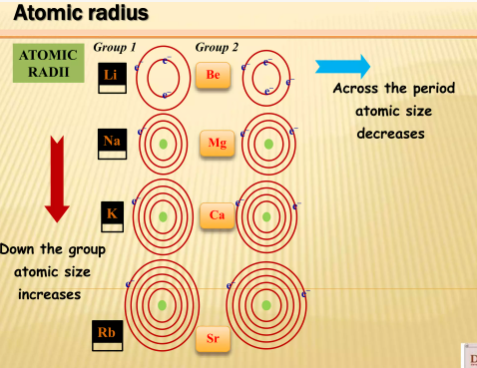 Atomic radius
ATOMIC
RADII
Group 1
Group 2
Li
e⁻
e⁻
e⁻
Be
e⁻
e⁻
e⁻
e⁻
Across the period
atomic size
decreases
Na
e⁻
Mg
e⁻
e⁻
K
e⁻
Ca
e⁻
e⁻
Down the group
atomic size
increases
e⁻
e⁻
e⁻
Rb
Sr
D